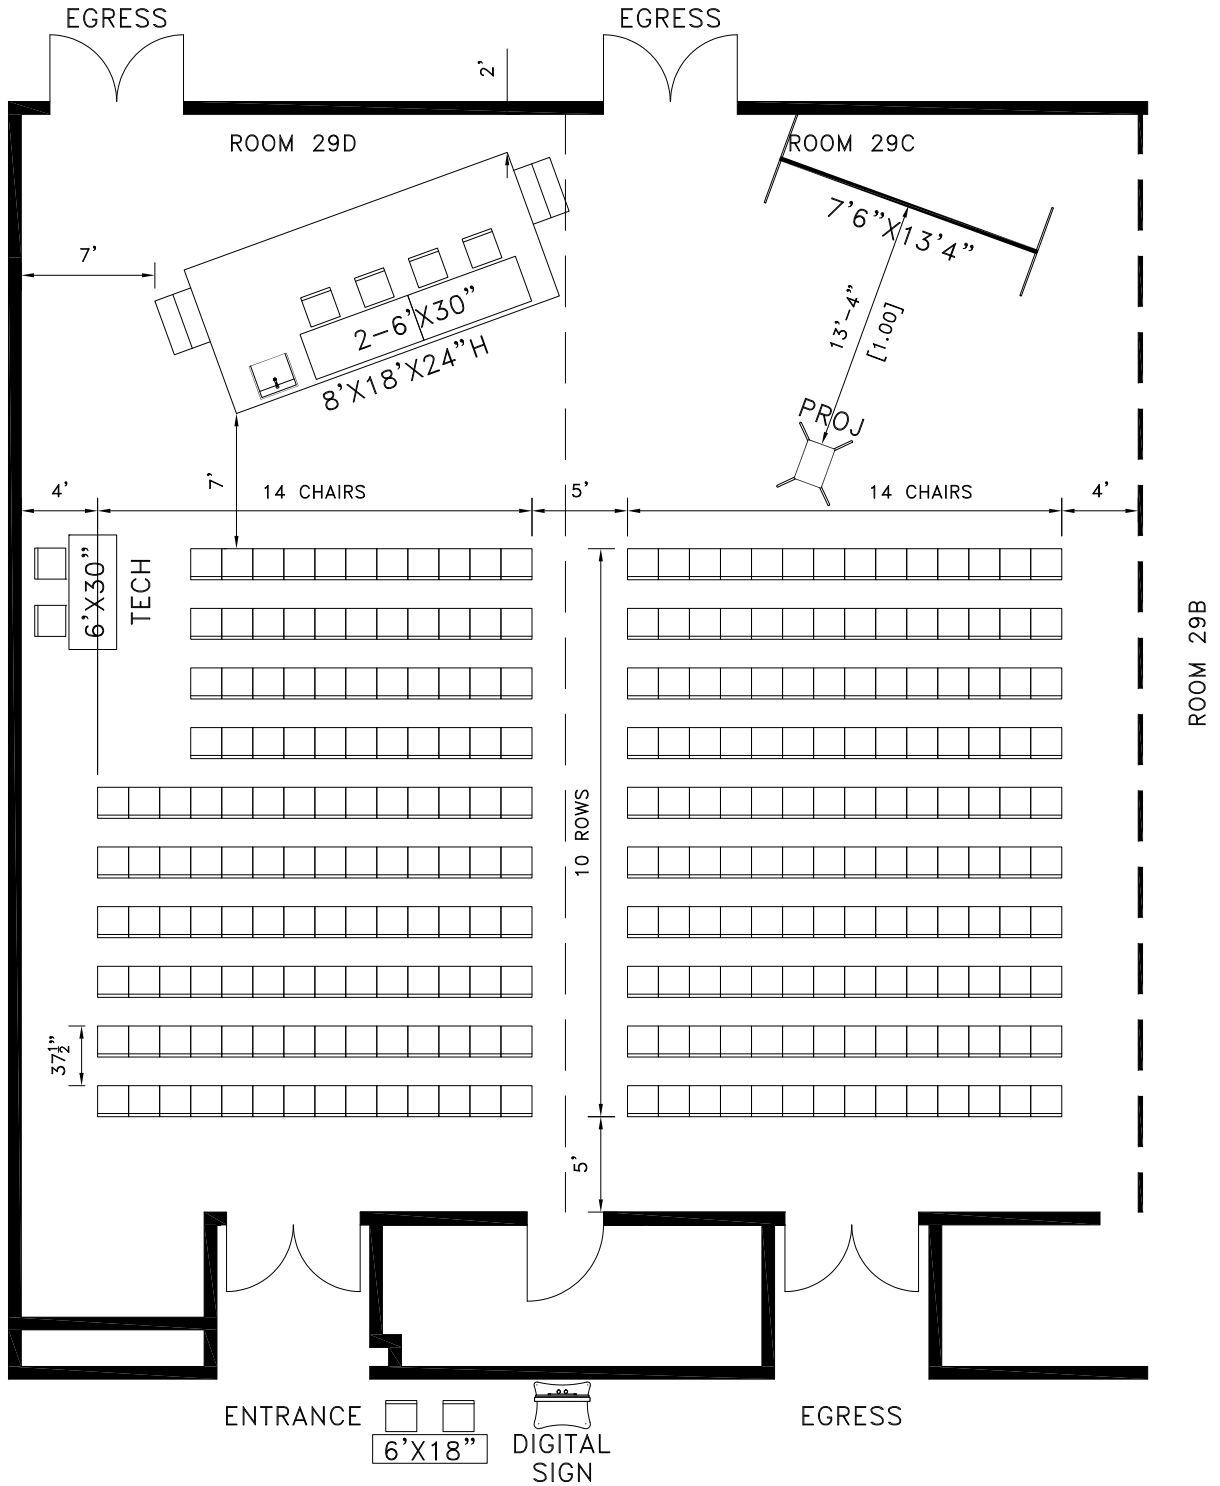 EGRESS
EGRESS
2'
ROOM 29D
ROOM 29C
7'6"X13'4"
7'
13'-4"
[1.00]
2-6'X30"
8'X18'X24"H
PROJ
7'
4'
14 CHAIRS
5'
14 CHAIRS
4'
6'X30"
TECH
ROOM 29B
10 ROWS
37½"
5'
ENTRANCE
EGRESS
6'X18"
DIGITAL
SIGN